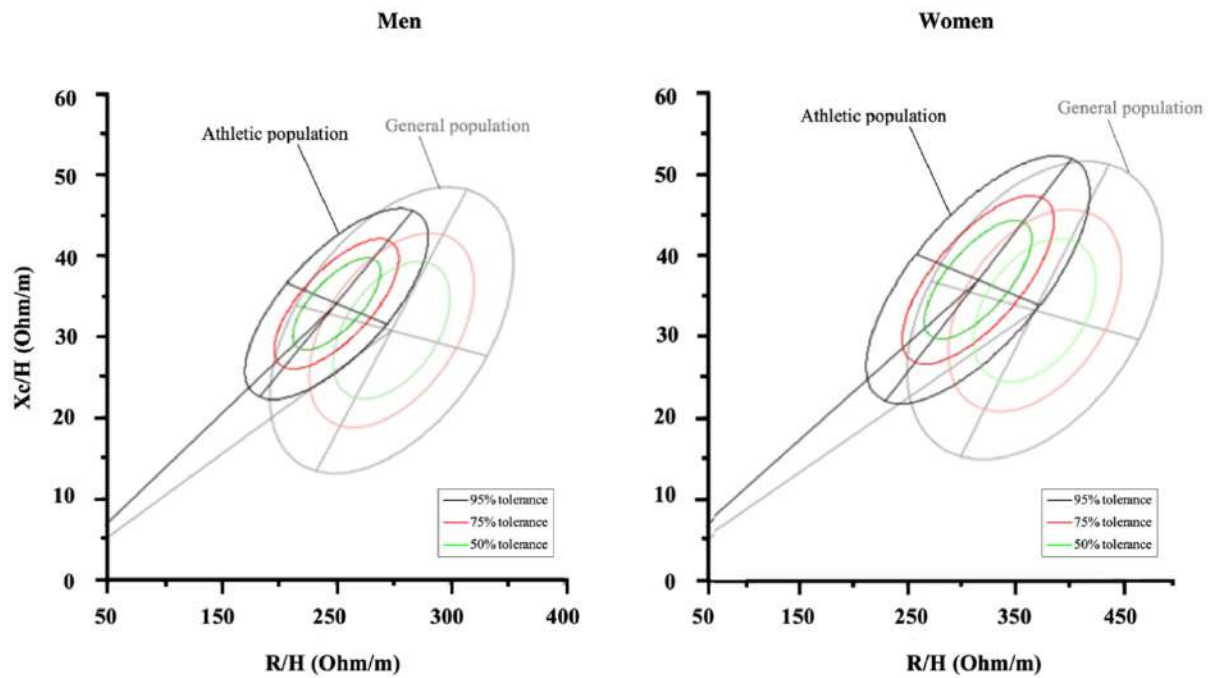 Men
60
50
40
30
20
10
0
50 150 250 300 400
Xc/H (Ohm/m)
R/H (Ohm/m)
Athletic population
General population
95% tolerance
75% tolerance
50% tolerance
Women
60
50
40
30
20
10
0
50 150 250 350 450
R/H (Ohm/m)
Athletic population
General population
95% tolerance
75% tolerance
50% tolerance